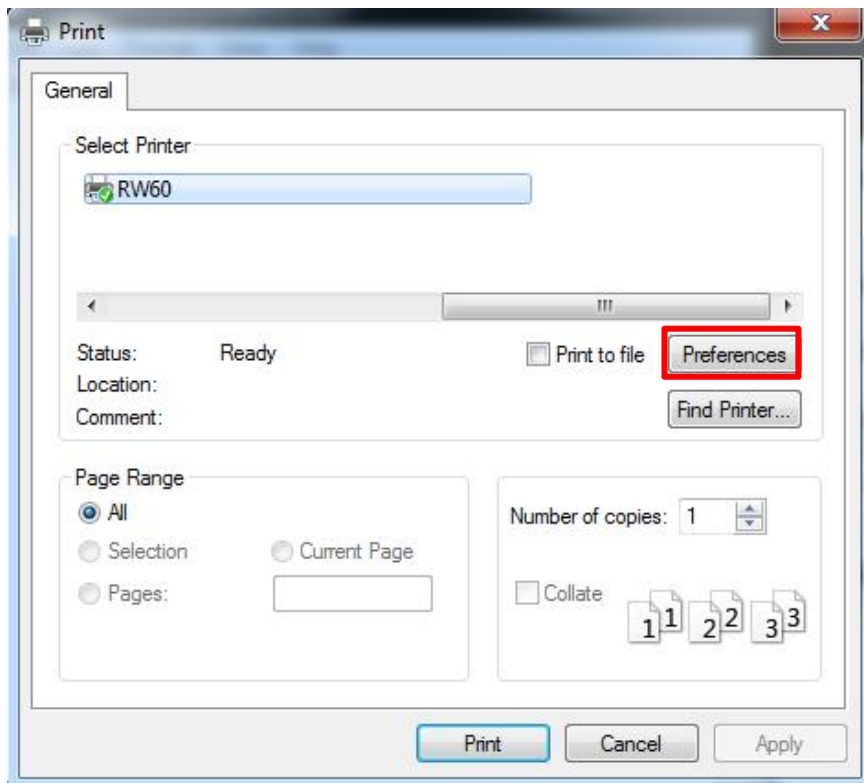 Print
General
Select Printer
RW60
Status: Ready
Print to file
Preferences
Location:
Comment:
Find Printer...
Page Range
All
Selection
Current Page
Pages:
Number of copies: 1
Collate
1 1 2 2 3 3
Print
Cancel
Apply